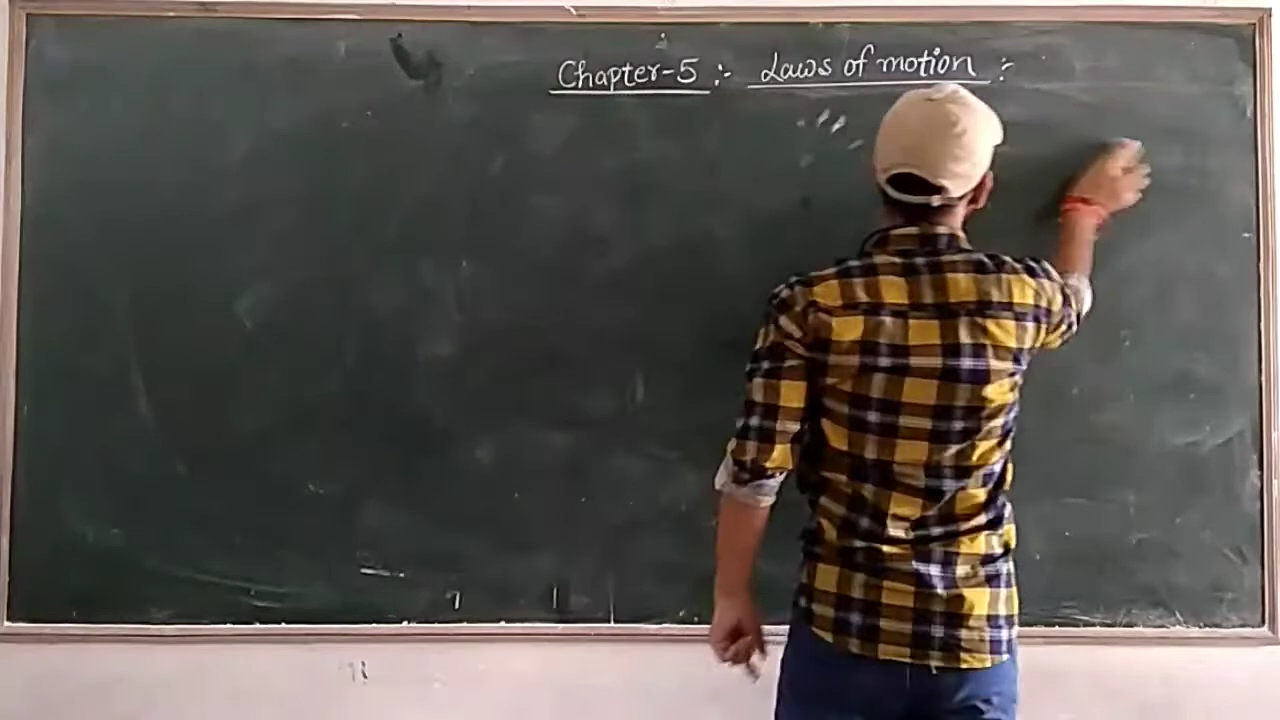 Chapter-5 :- Laws of motion :-